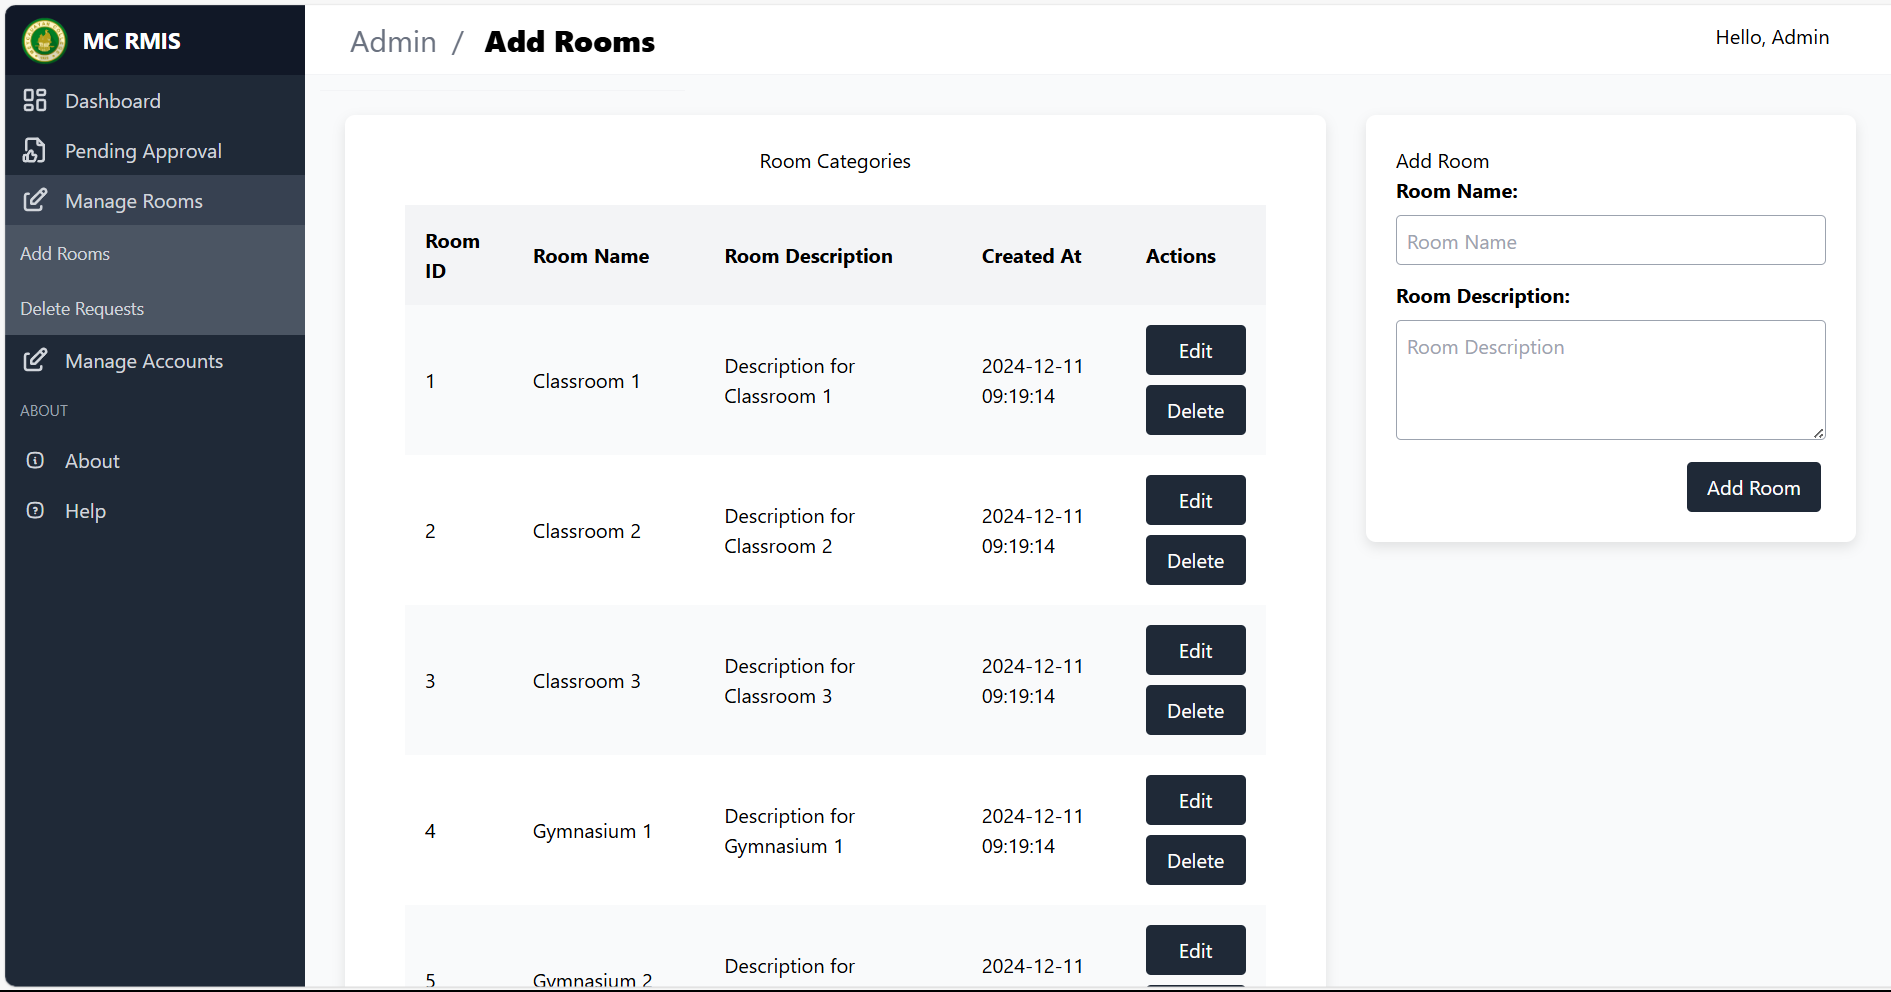 MC RMIS
Dashboard
Pending Approval
Manage Rooms
Add Rooms
Delete Requests
Manage Accounts
ABOUT
About
Help
Admin / Add Rooms
Hello, Admin
Room Categories
Room ID
Room Name
Room Description
Created At
Actions
1
Classroom 1
Description for
Classroom 1
2024-12-11
09:19:14
Edit
Delete
2
Classroom 2
Description for
Classroom 2
2024-12-11
09:19:14
Edit
Delete
3
Classroom 3
Description for
Classroom 3
2024-12-11
09:19:14
Edit
Delete
4
Gymnasium 1
Description for
Gymnasium 1
2024-12-11
09:19:14
Edit
Delete
5
Gymnasium 2
Description for
2024-12-11
Edit
Add Room
Room Name:
Room Name
Room Description:
Room Description
Add Room